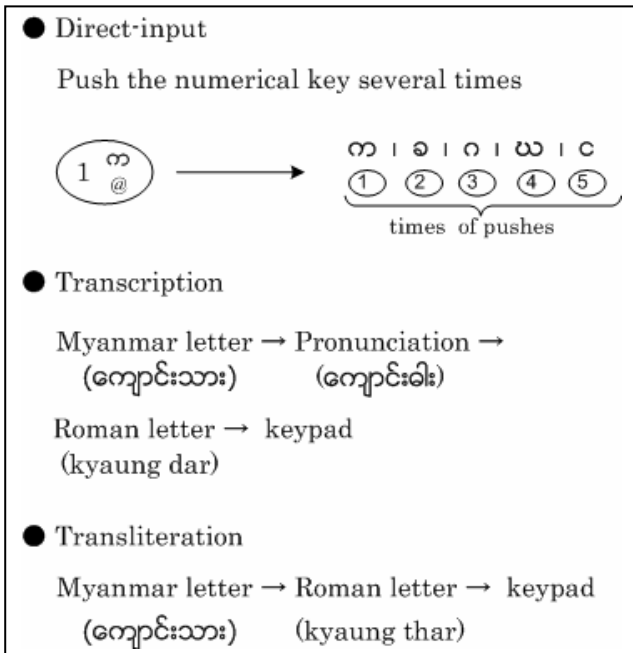 ● Direct-input
Push the numerical key several times
1 က @ က | ခ | ဂ | ဃ | င
1 2 3 4 5
times of pushes
● Transcription
Myanmar letter → Pronunciation →
(ကျောင်းသား) (ကျောင်းဓါး)
Roman letter → keypad
(kyaung dar)
● Transliteration
Myanmar letter → Roman letter → keypad
(ကျောင်းသား) (kyaung thar)